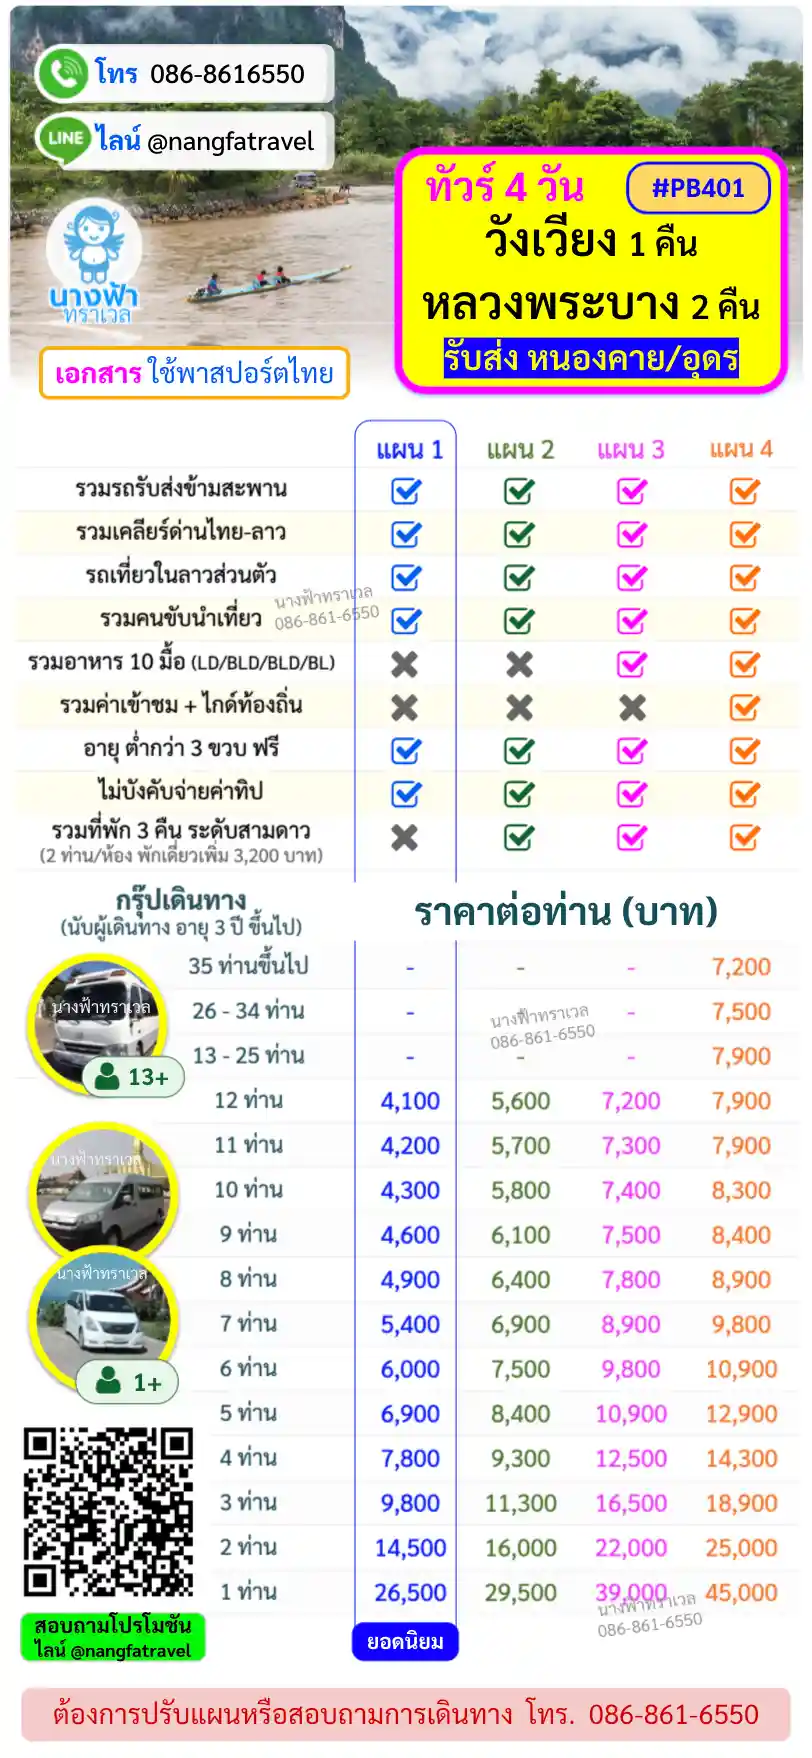 โทร 086-8616550
LINE ไลน์ @nangfatravel
นางฟ้า
ทราเวล
เอกสาร ใช้พาสปอร์ตไทย
ทัวร์ 4 วัน #PB401
วังเวียง 1 คืน
หลวงพระบาง 2 คืน
รับส่ง หนองคาย/อุดร
แผน 1 แผน 2 แผน 3 แผน 4
รวมรถรับส่งข้ามสะพาน
รวมเคลียร์ด่านไทย-ลาว
รถเที่ยวในลาวส่วนตัว
นางฟ้าทราเวล
086-861-6550
รวมคนขับนำเที่ยว
รวมอาหาร 10 มื้อ (LD/BLD/BLD/BL)
รวมค่าเข้าชม + ไกด์ท้องถิ่น
อายุ ต่ำกว่า 3 ขวบ ฟรี
ไม่บังคับจ่ายค่าทิป
รวมที่พัก 3 คืน ระดับสามดาว
(2 ท่าน/ห้อง พักเดี่ยวเพิ่ม 3,200 บาท)
กรุ๊ปเดินทาง
(นับผู้เดินทาง อายุ 3 ปี ขึ้นไป)
ราคาต่อท่าน (บาท)
35 ท่านขึ้นไป - - - 7,200
26 - 34 ท่าน - - - 7,500
13 - 25 ท่าน - - - 7,900
นางฟ้าทราเวล
086-861-6550
นางฟ้าทราเวล
13+
12 ท่าน 4,100 5,600 7,200 7,900
11 ท่าน 4,200 5,700 7,300 7,900
นางฟ้าทราเวล
10 ท่าน 4,300 5,800 7,400 8,300
9 ท่าน 4,600 6,100 7,500 8,400
8 ท่าน 4,900 6,400 7,800 8,900
นางฟ้าทราเวล
7 ท่าน 5,400 6,900 8,900 9,800
6 ท่าน 6,000 7,500 9,800 10,900
1+
5 ท่าน 6,900 8,400 10,900 12,900
4 ท่าน 7,800 9,300 12,500 14,300
3 ท่าน 9,800 11,300 16,500 18,900
2 ท่าน 14,500 16,000 22,000 25,000
1 ท่าน 26,500 29,500 39,000 45,000
นางฟ้าทราเวล
086-861-6550
สอบถามโปรโมชัน
ไลน์ @nangfatravel
ยอดนิยม
ต้องการปรับแผนหรือสอบถามการเดินทาง โทร. 086-861-6550